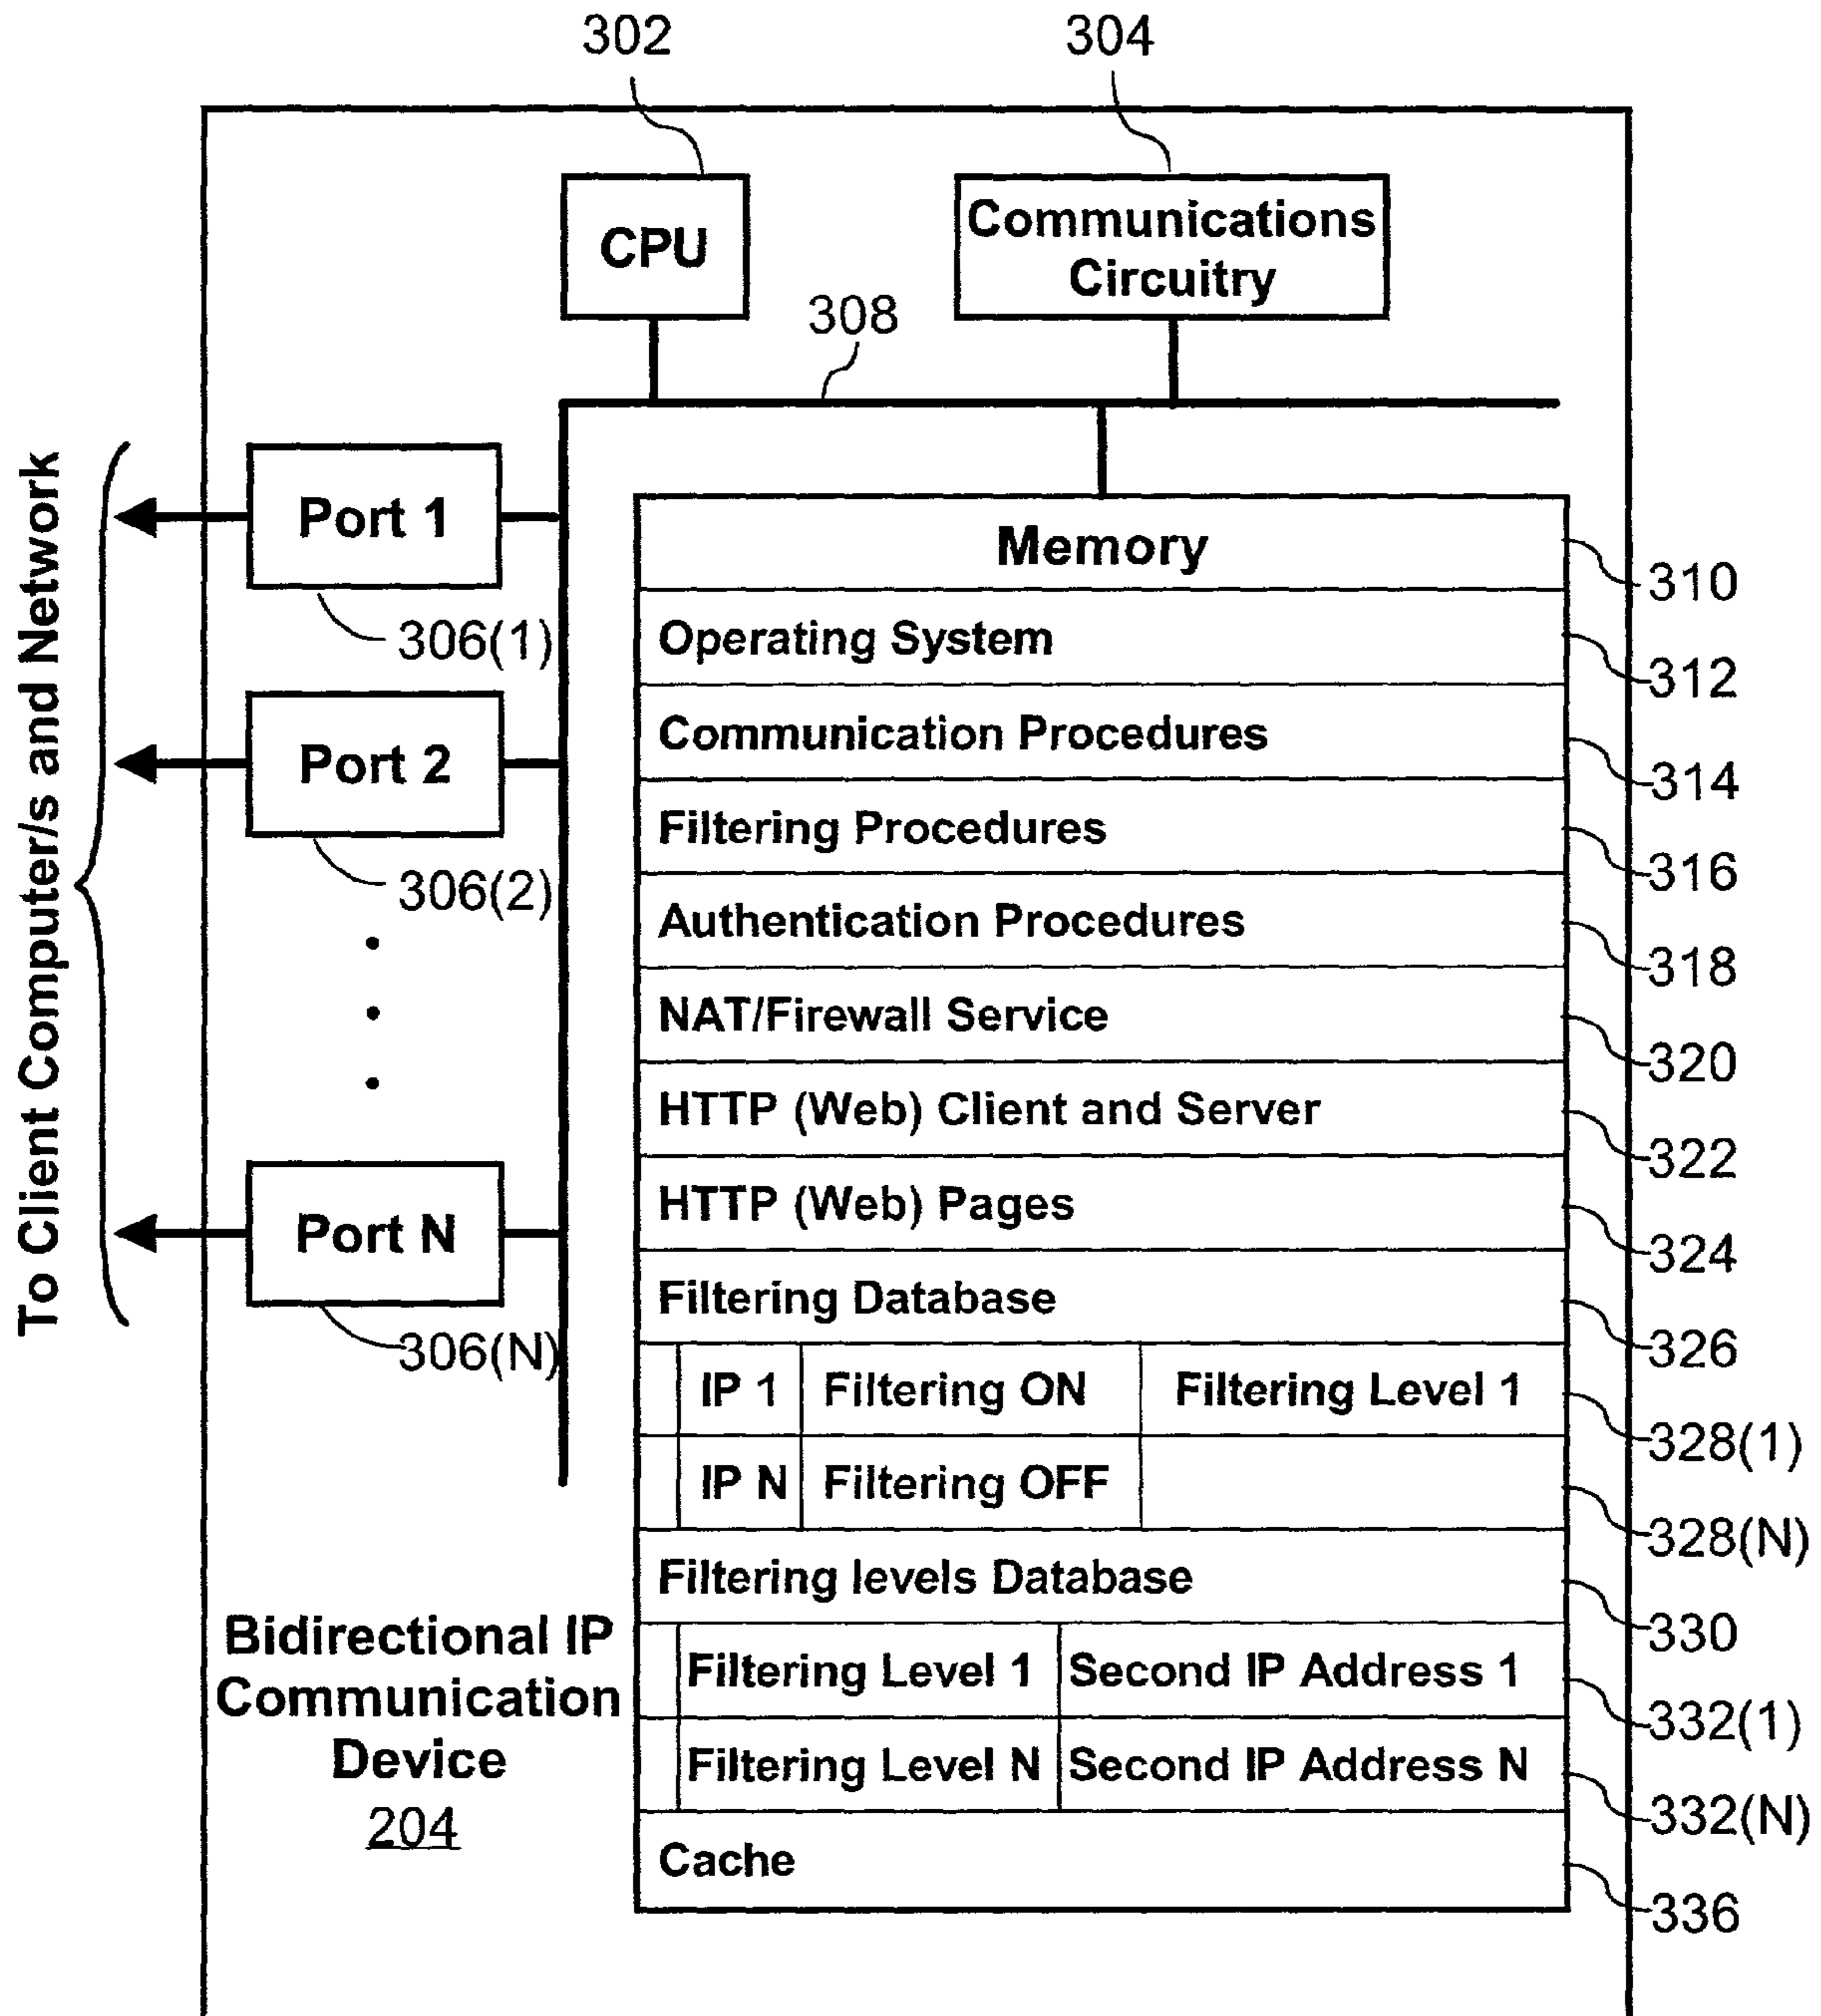 302
304
CPU
Communications
Circuitry
308
To Client Computer/s and Network
Port 1
306(1)
Port 2
306(2)
Port N
306(N)
Memory
310
Operating System
312
Communication Procedures
314
Filtering Procedures
316
Authentication Procedures
318
NAT/Firewall Service
320
HTTP (Web) Client and Server
322
HTTP (Web) Pages
324
Filtering Database
326
IP 1 Filtering ON Filtering Level 1
328(1)
IP N Filtering OFF
328(N)
Filtering levels Database
330
Filtering Level 1 Second IP Address 1
332(1)
Filtering Level N Second IP Address N
332(N)
Cache
336
Bidirectional IP
Communication
Device
204